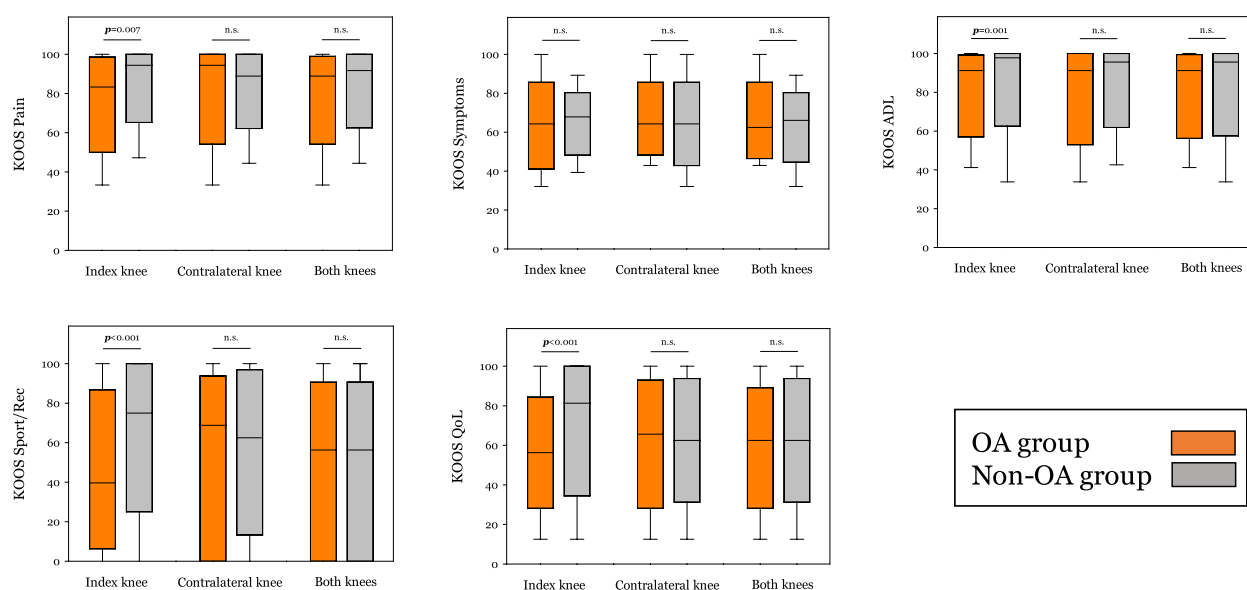 p=0.007 n.s. n.s.
KOOS Pain
100
80
60
40
20
0
Index knee Contralateral knee Both knees
n.s. n.s. n.s.
KOOS Symptoms
100
80
60
40
20
0
Index knee Contralateral knee Both knees
p=0.001 n.s. n.s.
KOOS ADL
100
80
60
40
20
0
Index knee Contralateral knee Both knees
p<0.001 n.s. n.s.
KOOS Sport/Rec
100
80
60
40
20
0
Index knee Contralateral knee Both knees
p<0.001 n.s. n.s.
KOOS QoL
100
80
60
40
20
0
Index knee Contralateral knee Both knees
OA group
Non-OA group